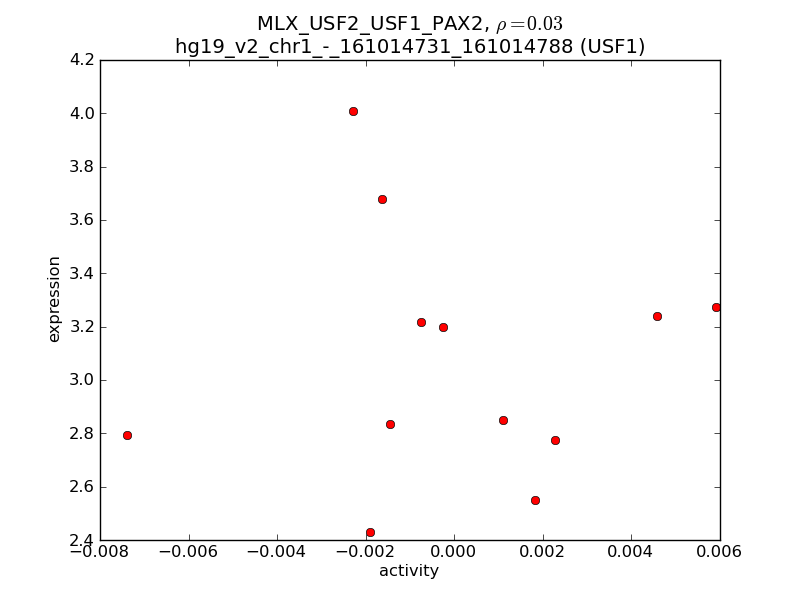 MLX_USF2_USF1_PAX2, ρ=0.03
hg19_v2_chr1_-_161014731_161014788 (USF1)
4.2
4.0
3.8
3.6
3.4
3.2
3.0
2.8
2.6
2.4
expression
−0.008 −0.006 −0.004 −0.002 0.000 0.002 0.004 0.006
activity